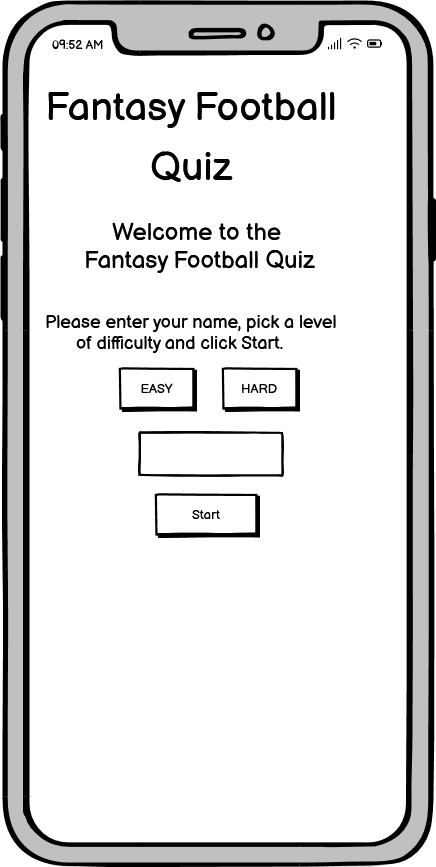 09:52 AM
Fantasy Football
Quiz
Welcome to the
Fantasy Football Quiz
Please enter your name, pick a level
of difficulty and click Start.
EASY HARD
Start